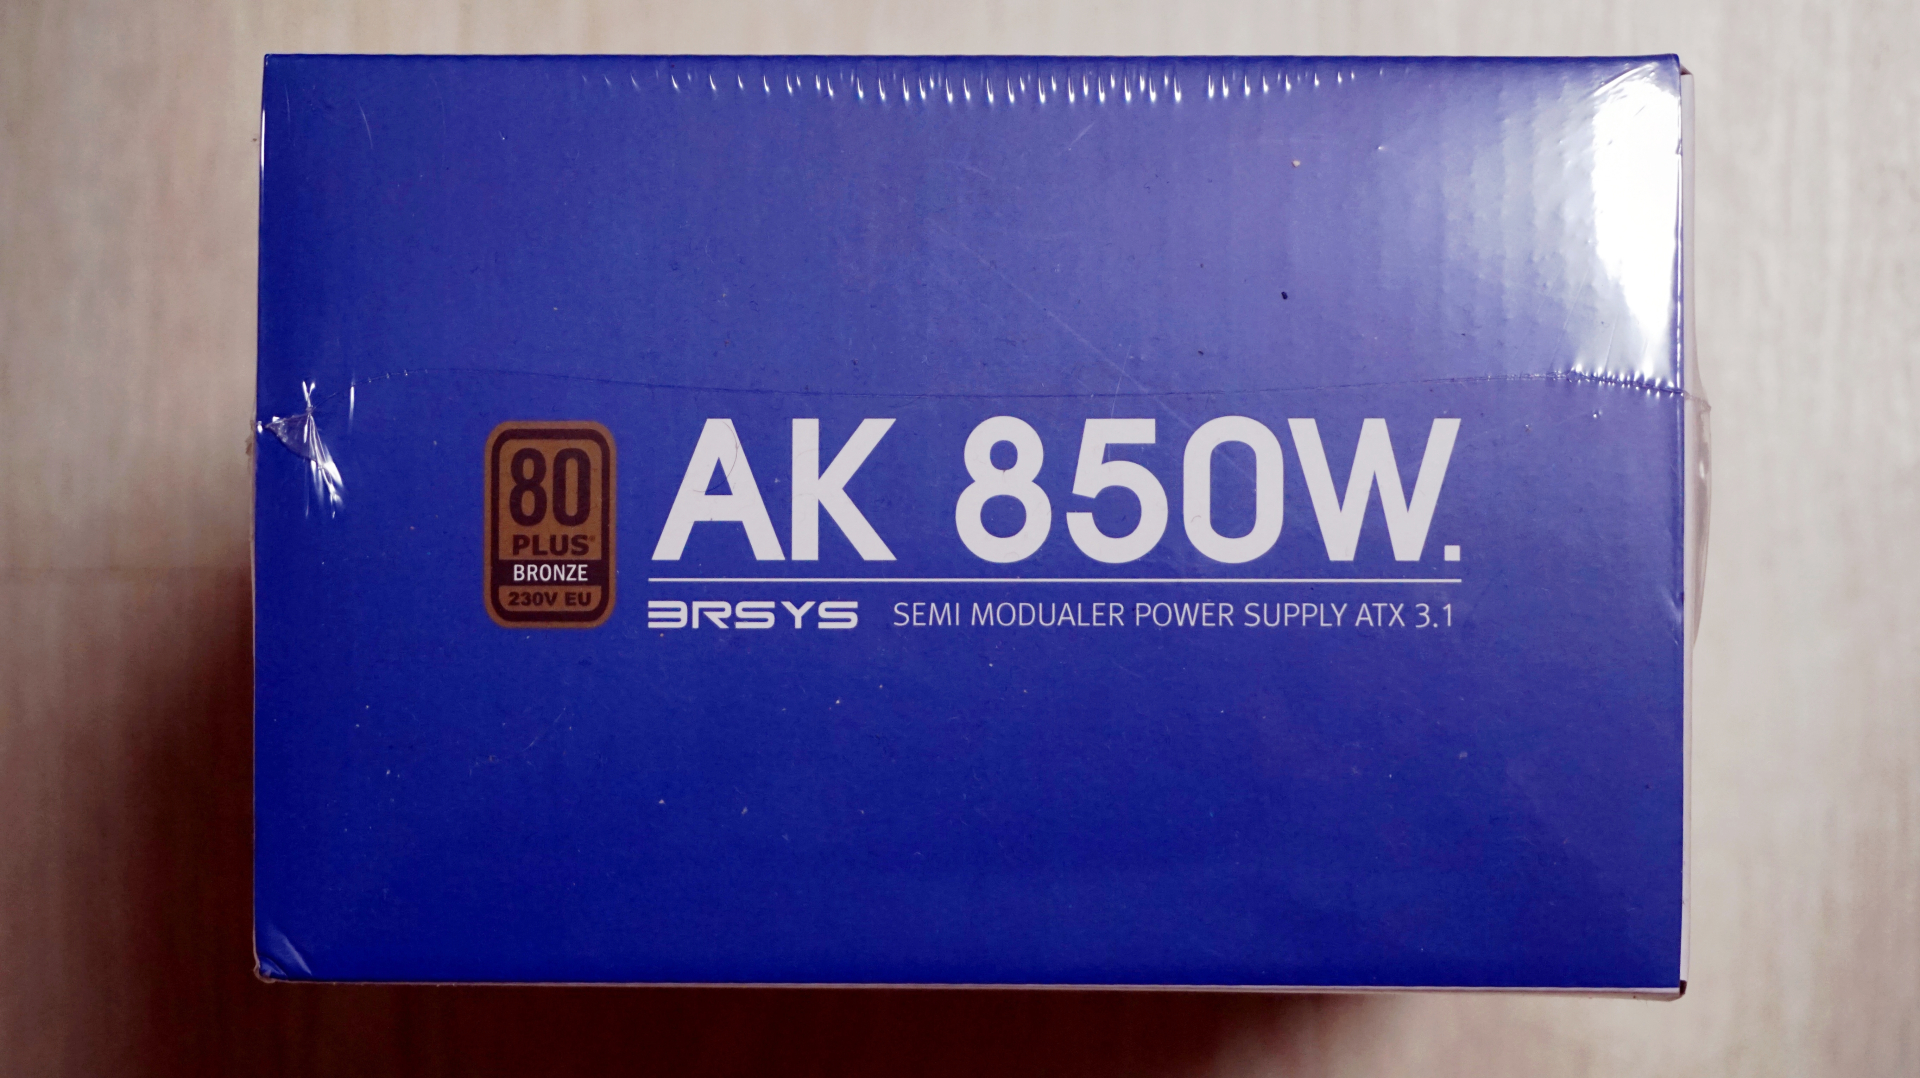 80
PLUS®
BRONZE
230V EU
AK 850W.
3RSYS SEMI MODUALER POWER SUPPLY ATX 3.1